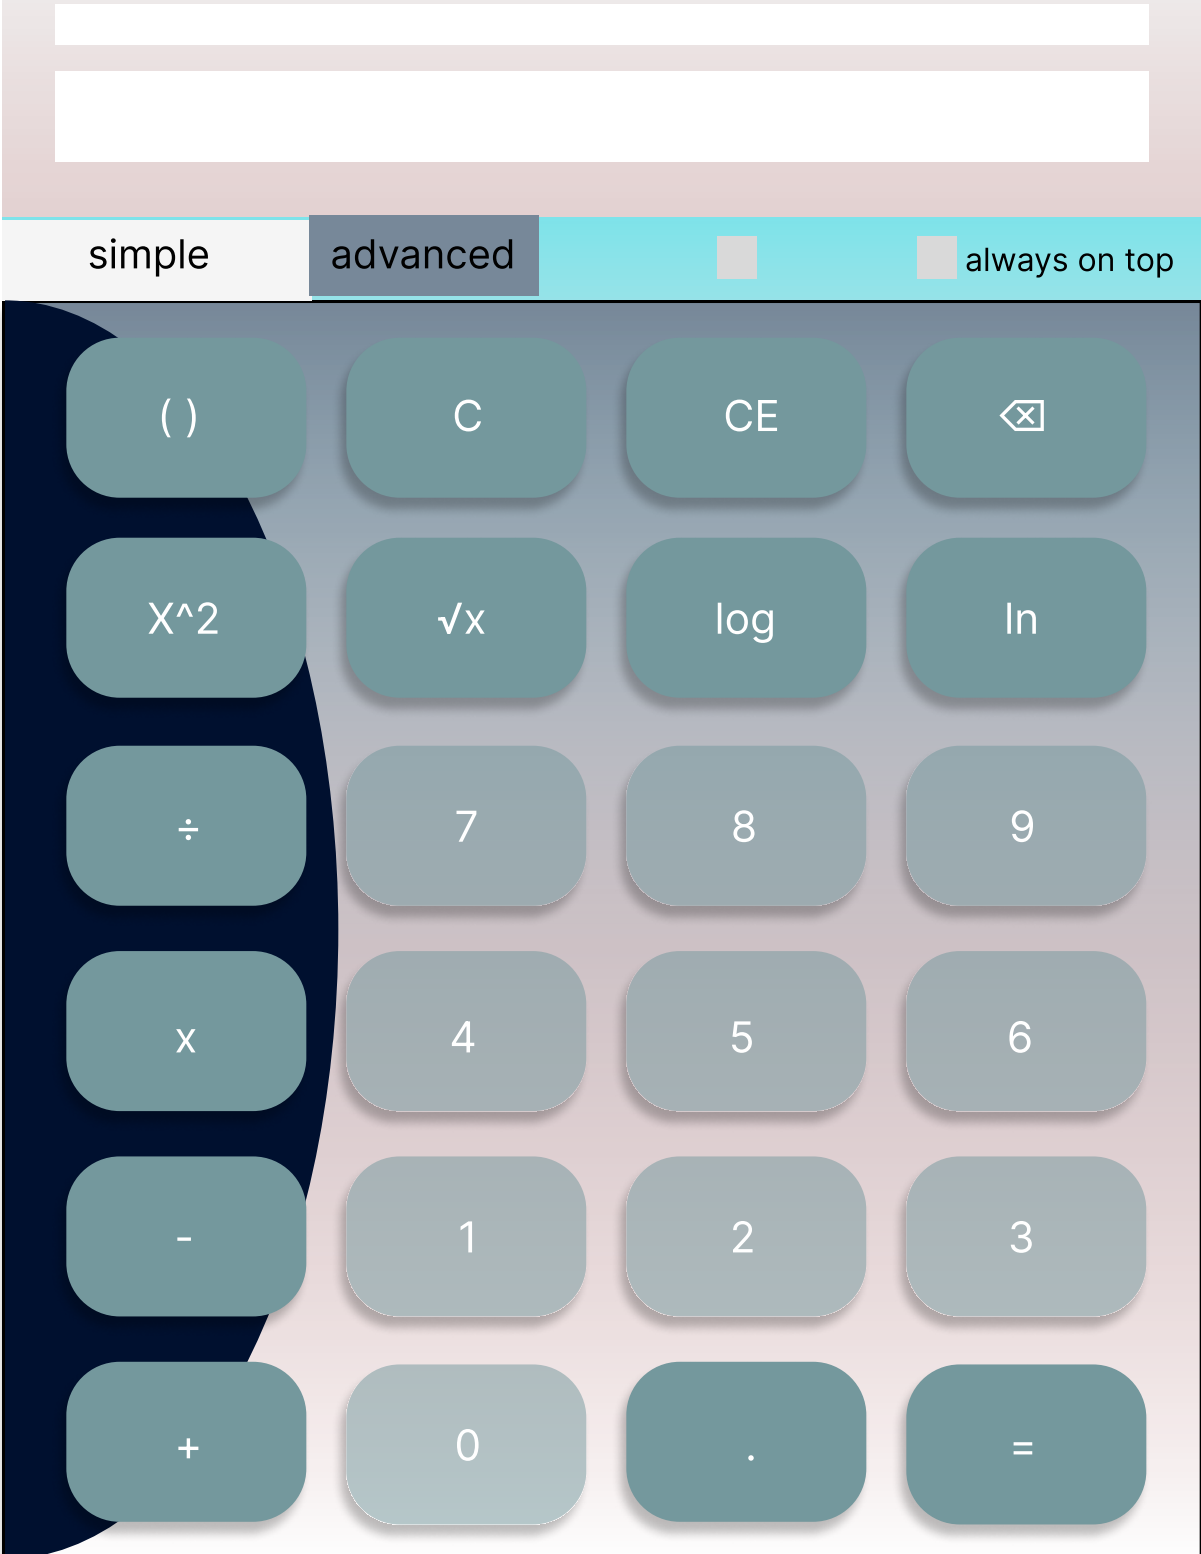 simple advanced always on top
( ) C CE ⌫
X^2 √x log ln
÷ 7 8 9
x 4 5 6
- 1 2 3
+ 0 . =